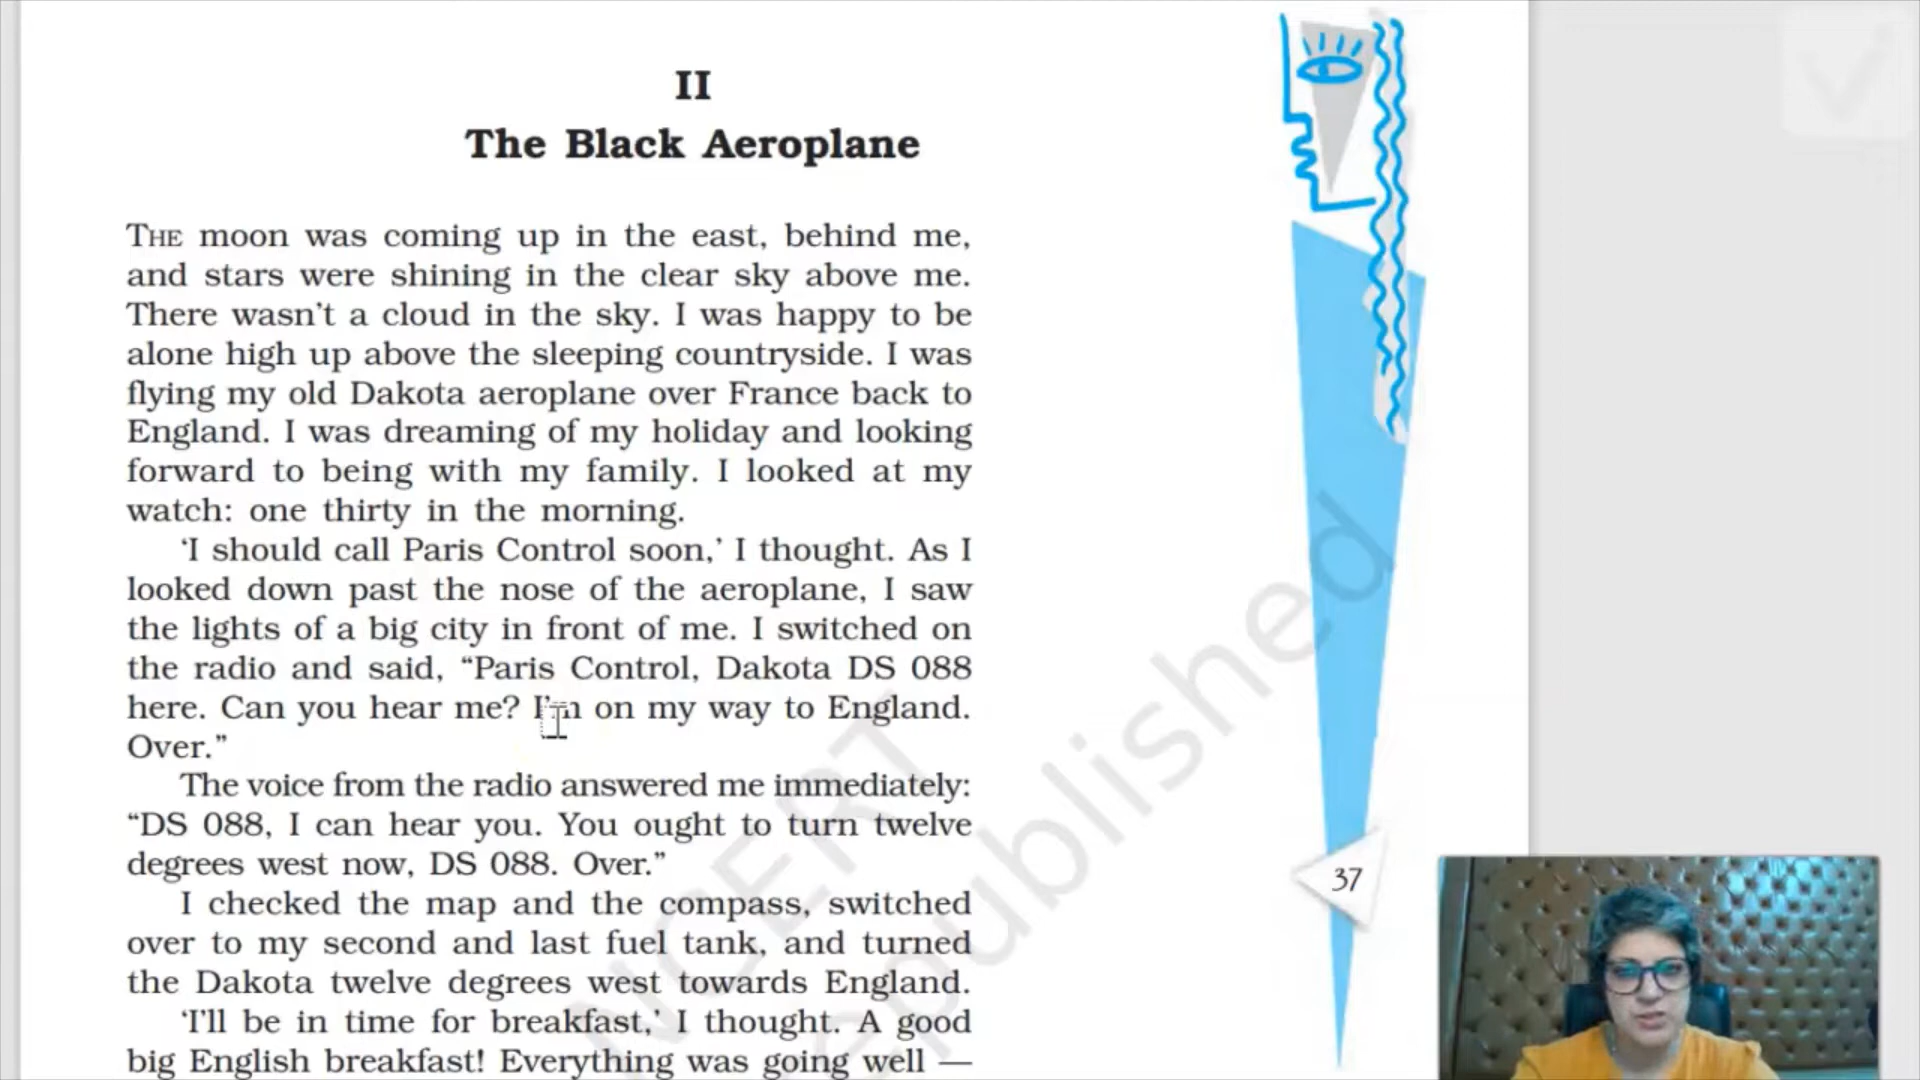 II
The Black Aeroplane
THE moon was coming up in the east, behind me,
and stars were shining in the clear sky above me.
There wasn't a cloud in the sky. I was happy to be
alone high up above the sleeping countryside. I was
flying my old Dakota aeroplane over France back to
England. I was dreaming of my holiday and looking
forward to being with my family. I looked at my
watch: one thirty in the morning.
‘I should call Paris Control soon,’ I thought. As I
looked down past the nose of the aeroplane, I saw
the lights of a big city in front of me. I switched on
the radio and said, “Paris Control, Dakota DS 088
here. Can you hear me? I'm on my way to England.
Over.”
The voice from the radio answered me immediately:
“DS 088, I can hear you. You ought to turn twelve
degrees west now, DS 088. Over.”
I checked the map and the compass, switched
over to my second and last fuel tank, and turned
the Dakota twelve degrees west towards England.
‘I'll be in time for breakfast,’ I thought. A good
big English breakfast! Everything was going well —
37
NCERT
republished